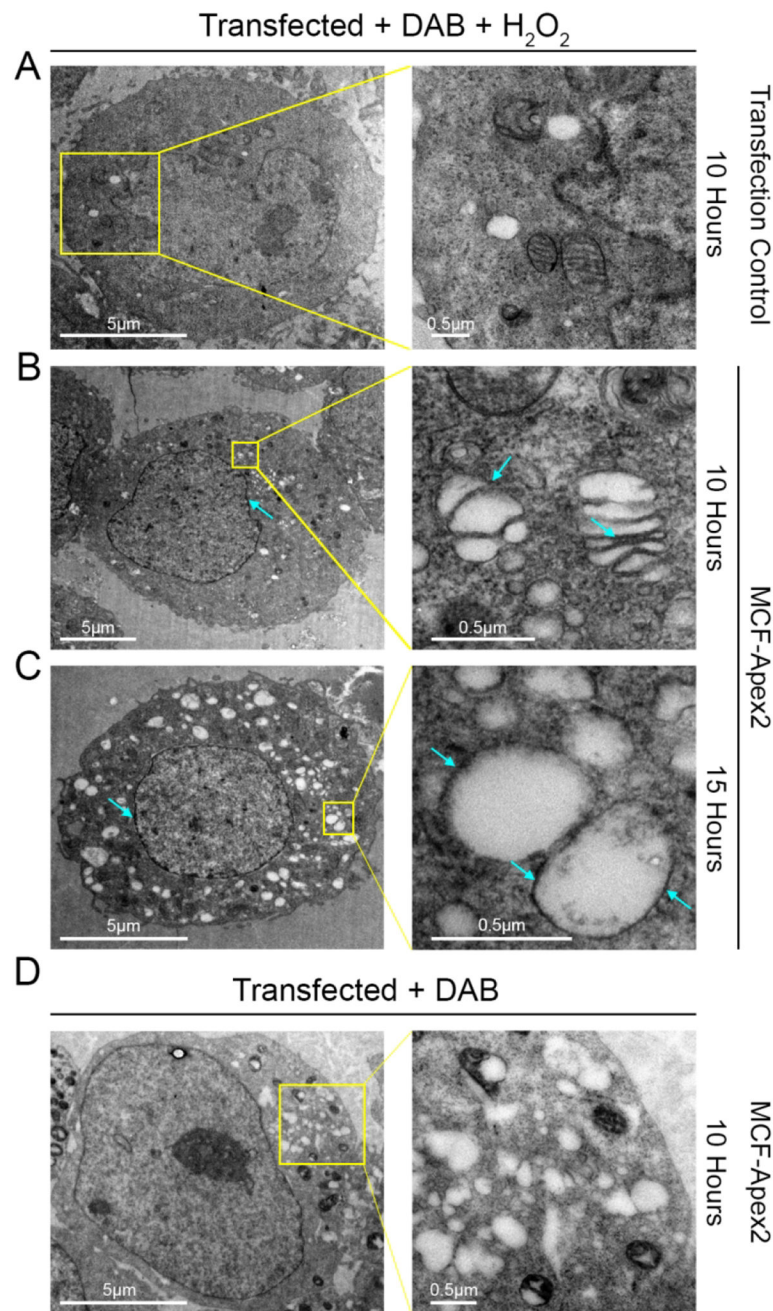 Transfected + DAB + H₂O₂
A
5µm
0.5µm
10 Hours
Transfection Control
B
5µm
0.5µm
10 Hours
C
5µm
0.5µm
15 Hours
MCF-Apex2
D
Transfected + DAB
5µm
0.5µm
10 Hours
MCF-Apex2